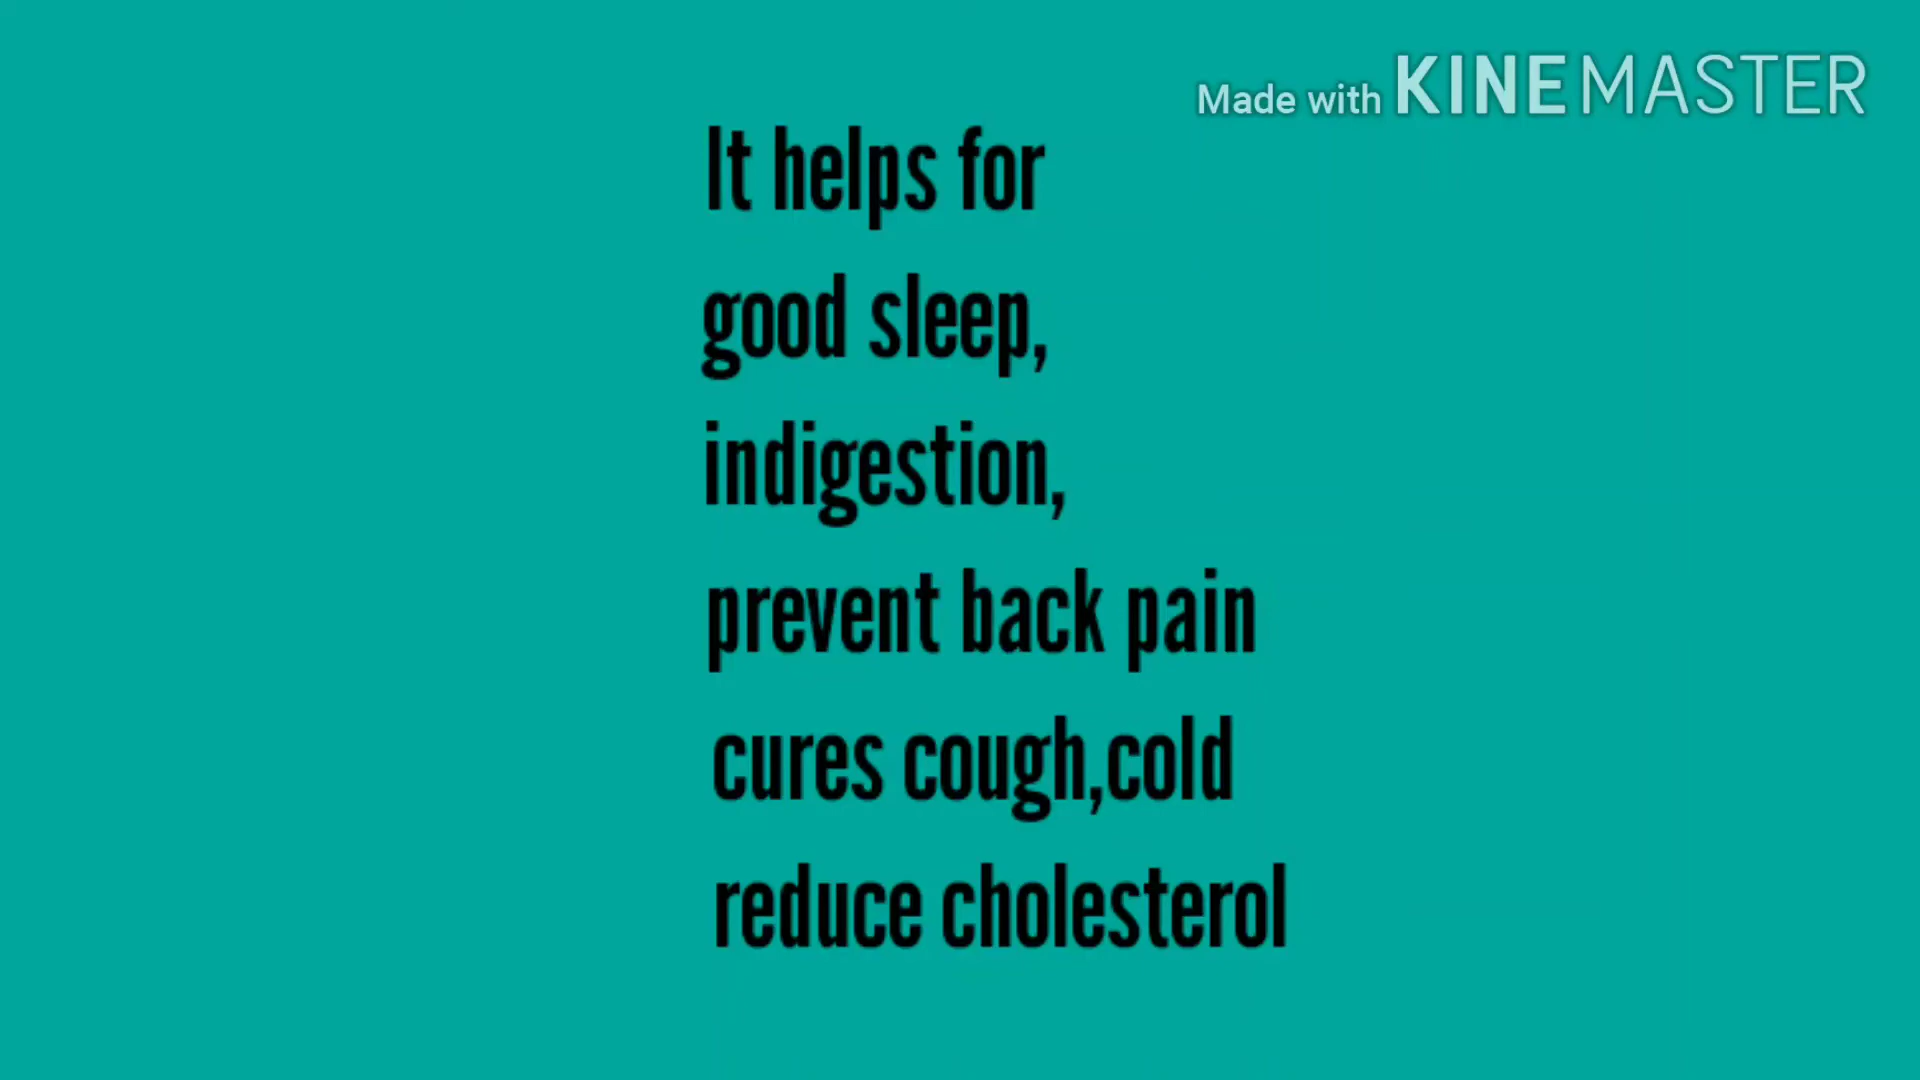 Made with KINEMASTER
It helps for
good sleep,
indigestion,
prevent back pain
cures cough,cold
reduce cholesterol